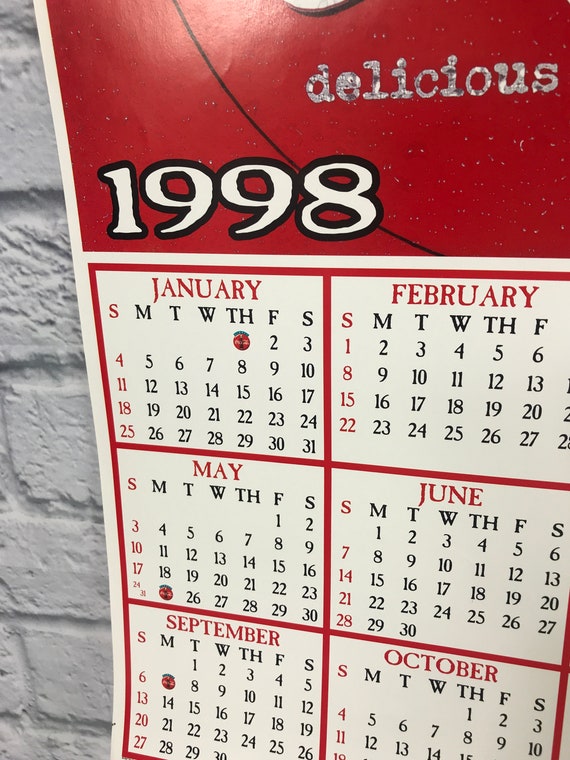 delicious
1998
JANUARY
S M T W TH F S
2 3
4 5 6 7 8 9 10
11 12 13 14 15 16 17
18 19 20 21 22 23 24
25 26 27 28 29 30 31
FEBRUARY
S M T W TH F
1 2 3 4 5 6
8 9 10 11 12 13
15 16 17 18 19 20
22 23 24 25 26 27
MAY
S M T W TH F S
1 2
3 4 5 6 7 8 9
10 11 12 13 14 15 16
17 18 19 20 21 22 23
24 31 26 27 28 29 30
JUNE
S M T W TH F
1 2 3 4 5
7 8 9 10 11 12
14 15 16 17 18 19
21 22 23 24 25 26
28 29 30
SEPTEMBER
S M T W TH F S
1 2 3 4 5
6 8 9 10 11 12
13 14 15 16 17 18 19
20 21 22 23 24 25 26
27 28 29 30
OCTOBER
S M T W TH F
1 2
4 5 6 7 8 9
11 12 13 14 15 16
18